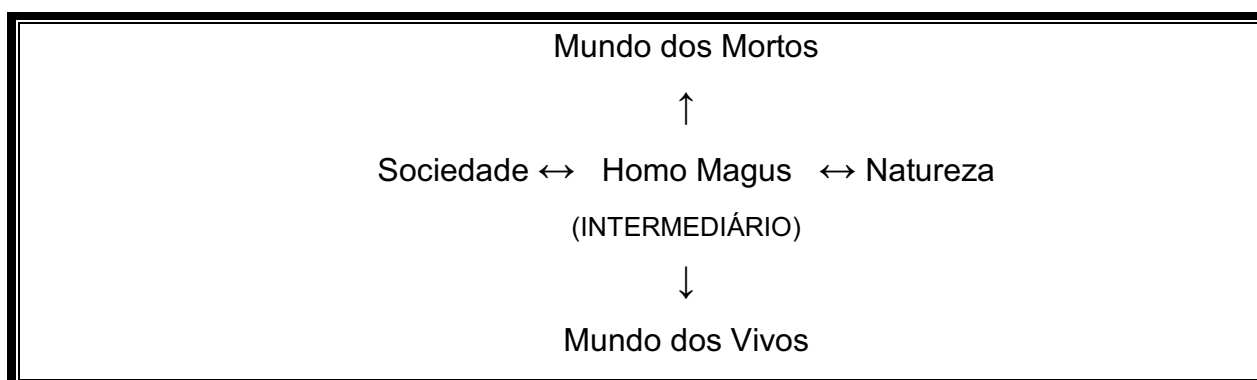 Mundo dos Mortos
↑
Sociedade ↔ Homo Magus ↔ Natureza
(INTERMEDIÁRIO)
↓
Mundo dos Vivos